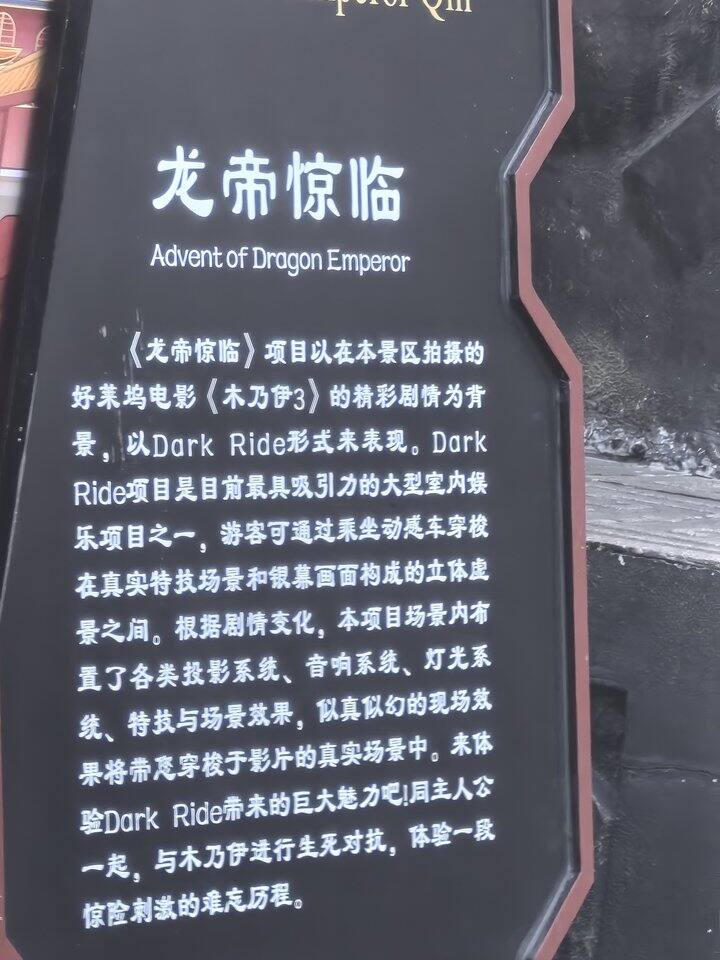 Emperor Qin
龙帝惊临
Advent of Dragon Emperor
《龙帝惊临》项目以在本景区拍摄的
好莱坞电影《木乃伊3》的精彩剧情为背
景，以Dark Ride形式来表现。Dark
Ride项目是目前最具吸引力的大型室内娱
乐项目之一，游客可通过乘坐动感车穿梭
在真实特技场景和银幕画面构成的立体虚
景之间。根据剧情变化，本项目场景内布
置了各类投影系统、音响系统、灯光系
统、特技与场景效果，似真似幻的现场效
果将带您穿梭于影片的真实场景中。来体
验Dark Ride带来的巨大魅力吧!同主人公
一起，与木乃伊进行生死对抗，体验一段
惊险刺激的难忘历程。